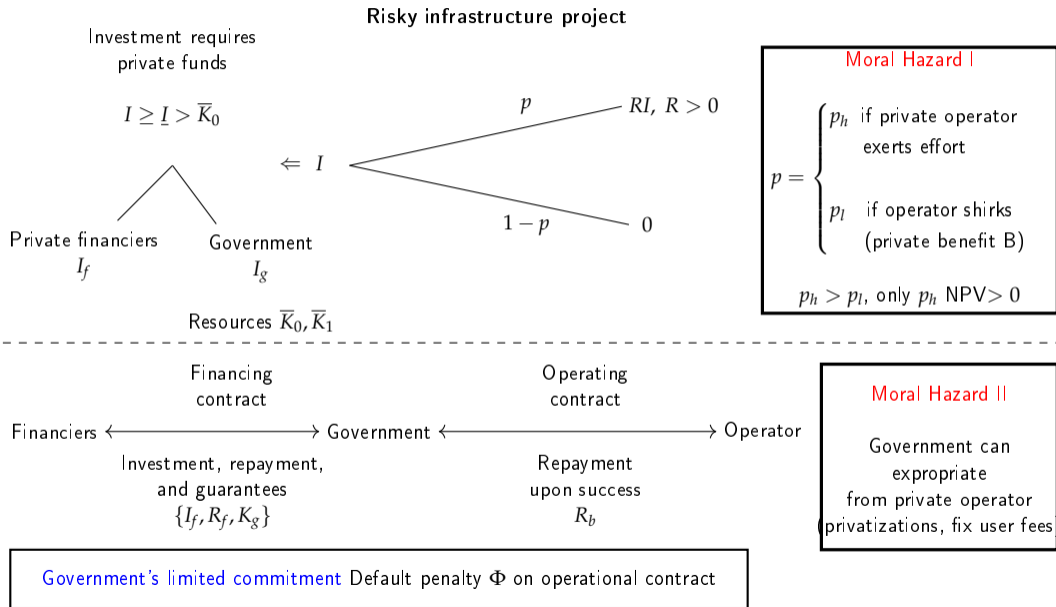 Risky infrastructure project
Investment requires
private funds
I ≥ I̲ > K̅₀
Private financiers
I_f
Government
I_g
Resources K̅₀, K̅₁
⇐ I
p
RI, R > 0
1 − p
0
Moral Hazard I
p =
p_h if private operator
exerts effort
p_l if operator shirks
(private benefit B)
p_h > p_l, only p_h NPV> 0
Financing
contract
Operating
contract
Financiers
Government
Operator
Investment, repayment,
and guarantees
{I_f, R_f, K_g}
Repayment
upon success
R_b
Moral Hazard II
Government can
expropriate
from private operator
(privatizations, fix user fees)
Government's limited commitment Default penalty Φ on operational contract